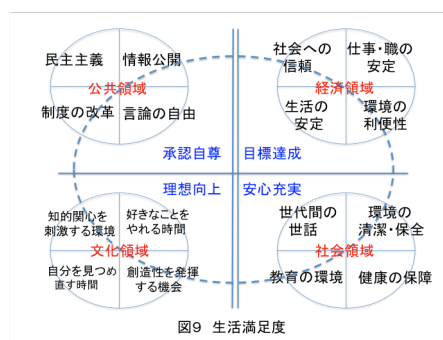 民主主義
情報公開
公共領域
制度の改革
言論の自由
社会への
信頼
仕事・職の
安定
経済領域
生活の
安定
環境の
利便性
承認自尊
目標達成
理想向上
安心充実
知的関心を
刺激する環境
好きなことを
やれる時間
文化領域
自分を見つめ
直す時間
創造性を発揮
する機会
世代間の
世話
環境の
清潔・保全
社会領域
教育の環境
健康の保障
図9 生活満足度